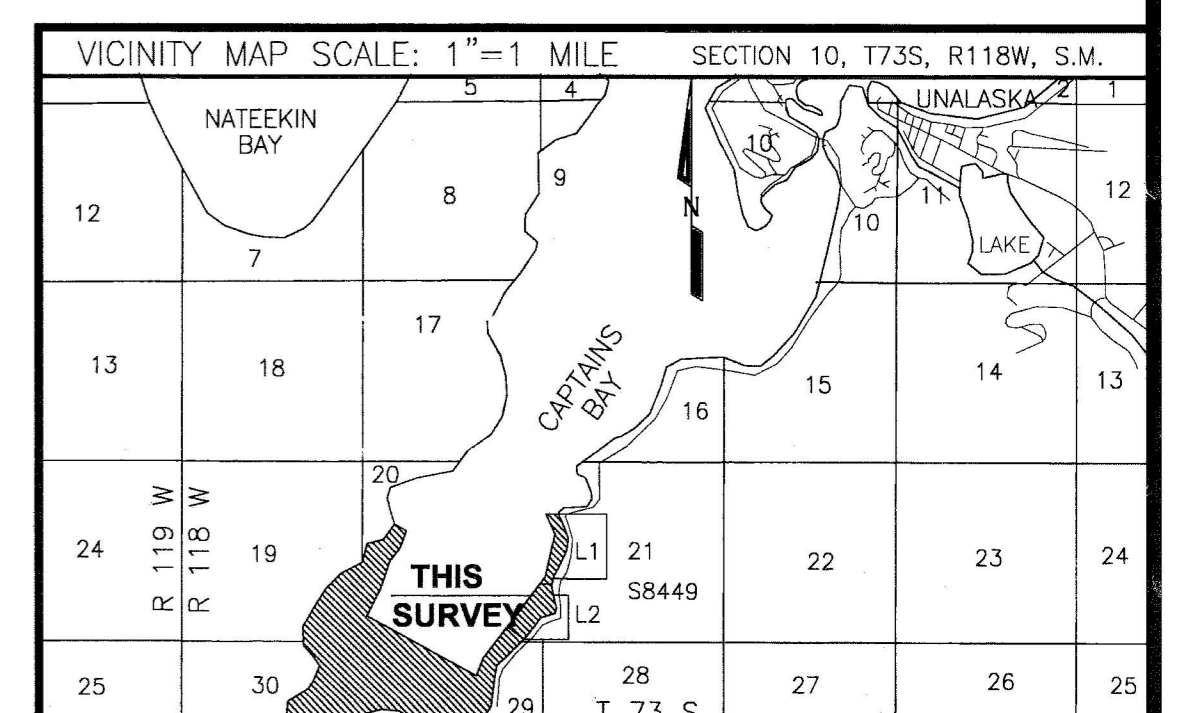 VICINITY MAP SCALE: 1"=1 MILE
SECTION 10, T73S, R118W, S.M.
5
4
UNALASKA
2
1
NATEEKIN
BAY
10
9
8
12
N
11
12
10
7
LAKE
17
CAPTAINS
BAY
13
18
14
15
13
16
20
R 119 W
R 118 W
24
19
L1
21
22
23
24
THIS
SURVEY
S8449
L2
25
30
28
27
26
25
29
T 73 S